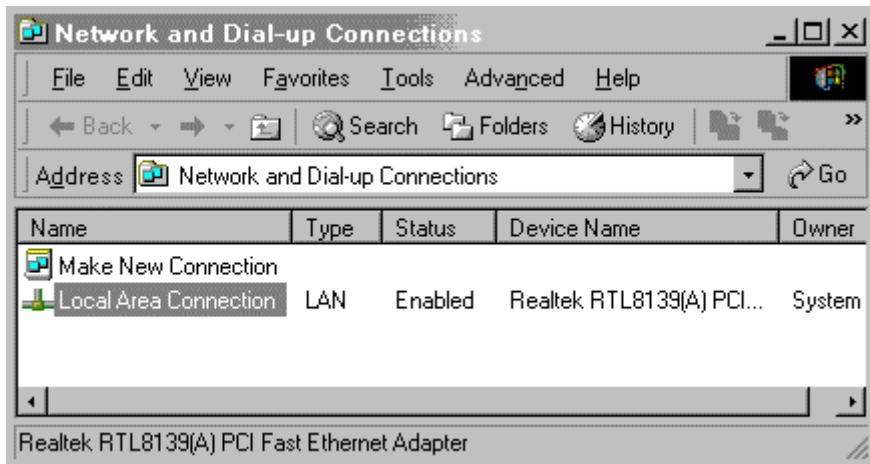 Network and Dial-up Connections
File Edit View Favorites Tools Advanced Help
Back Search Folders History »
Address Network and Dial-up Connections Go
Name Type Status Device Name Owner
Make New Connection
Local Area Connection LAN Enabled Realtek RTL8139(A) PCI... System
Realtek RTL8139(A) PCI Fast Ethernet Adapter